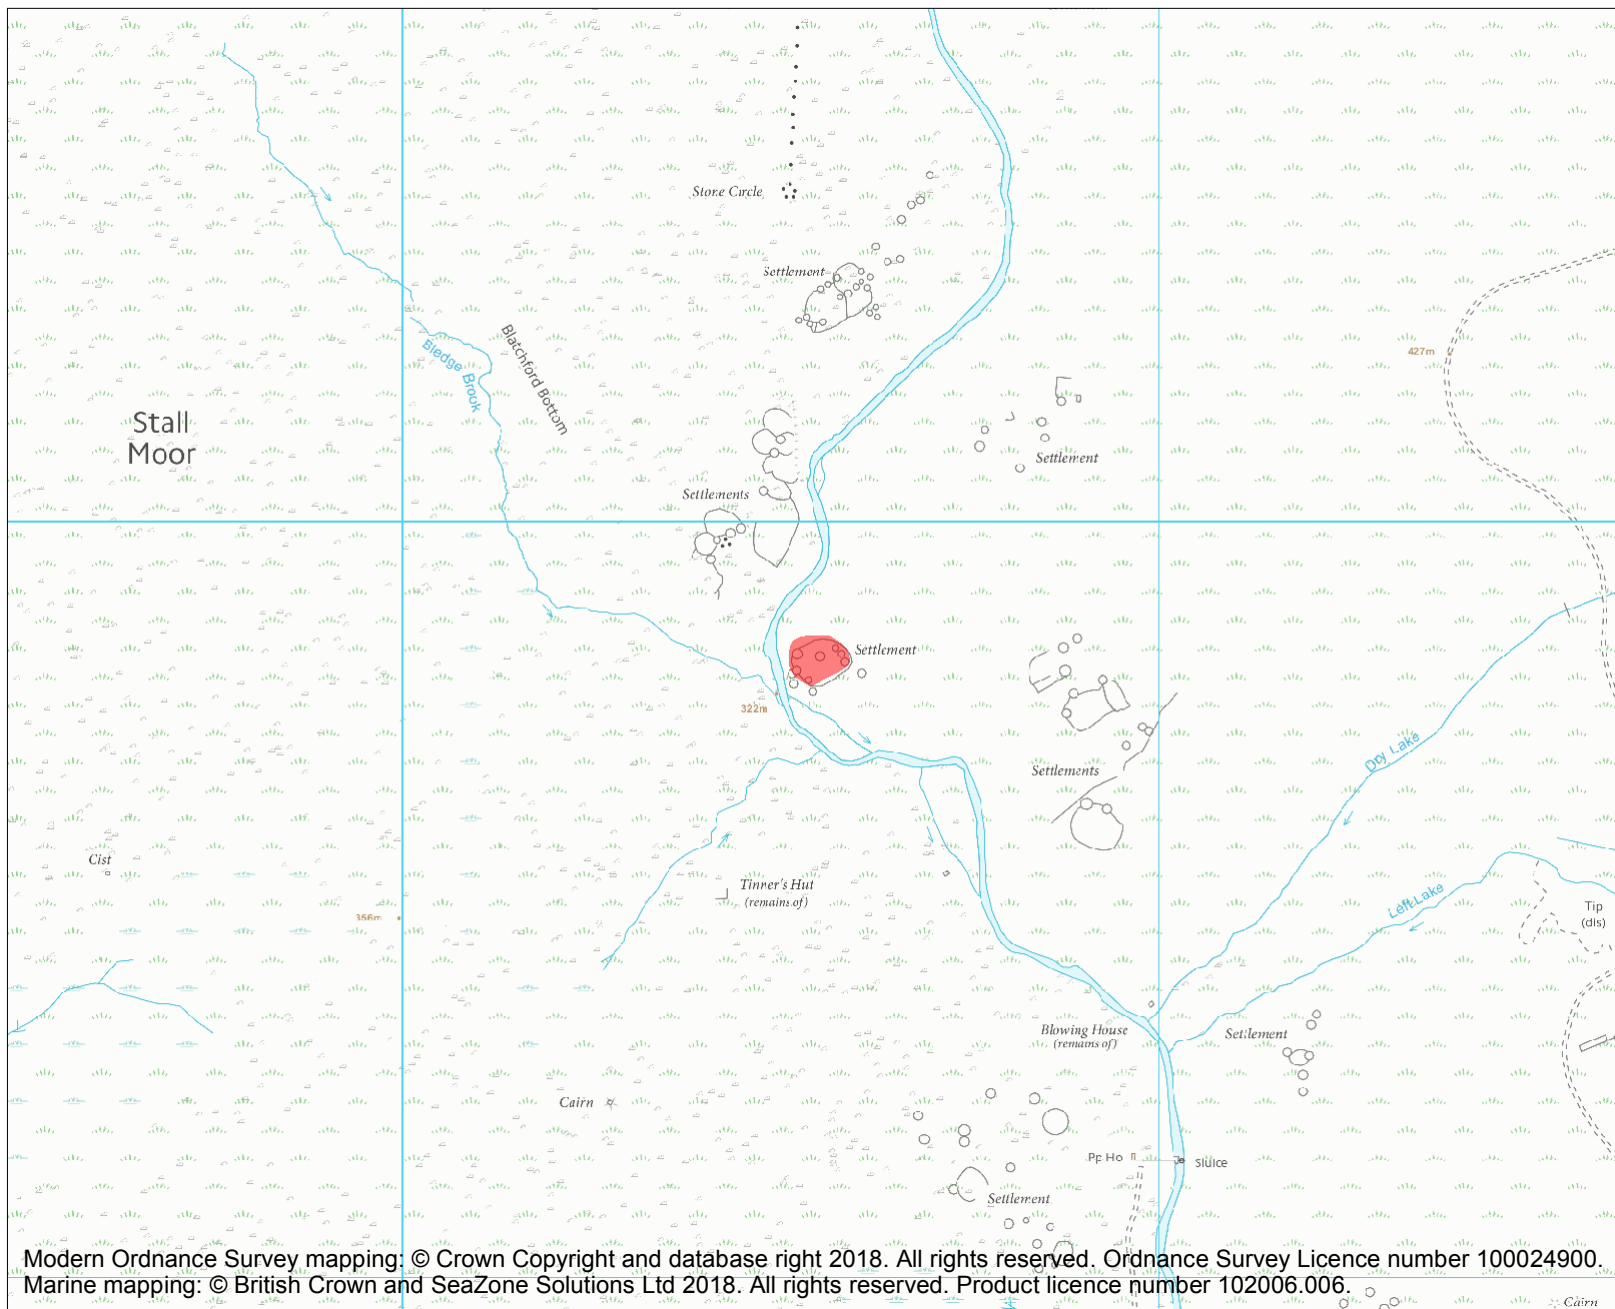 Stone Circle
Settlement
Bledge Brook
Blatchford Bottom
427m
Stall
Moor
Settlement
Settlements
Settlement
322m
Settlements
Dry Lake
Cist
Tinner's Hut
(remains of)
Left Lake
356m
Tip
(dis)
Blowing House
(remains of)
Settlement
Cairn
Pp Ho
Sluice
Settlement
Modern Ordnance Survey mapping: © Crown Copyright and database right 2018. All rights reserved. Ordnance Survey Licence number 100024900.
Marine mapping: © British Crown and SeaZone Solutions Ltd 2018. All rights reserved. Product licence number 102006.006.
Cairn